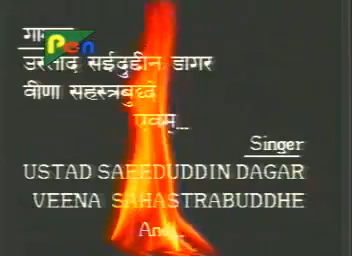 Pen
उस्ताद सईदुद्दीन डागर
वीणा सहस्त्रबुध्दे
एवम्...
Singer
USTAD SAEEDUDDIN DAGAR
VEENA SAHASTRABUDDHE
And...